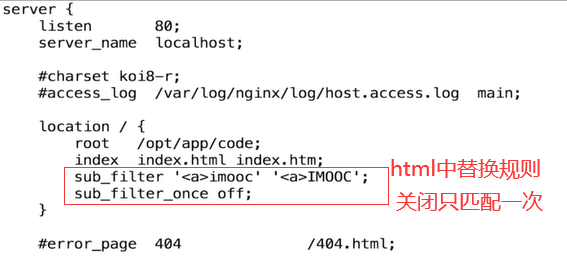 server {
    listen       80;
    server_name  localhost;
    #charset koi8-r;
    #access_log  /var/log/nginx/log/host.access.log  main;
    location / {
        root   /opt/app/code;
        index  index.html index.htm;
        sub_filter '<a>imooc' '<a>IMOOC';
        sub_filter_once off;
    }
html中替换规则
关闭只匹配一次
    #error_page  404              /404.html;